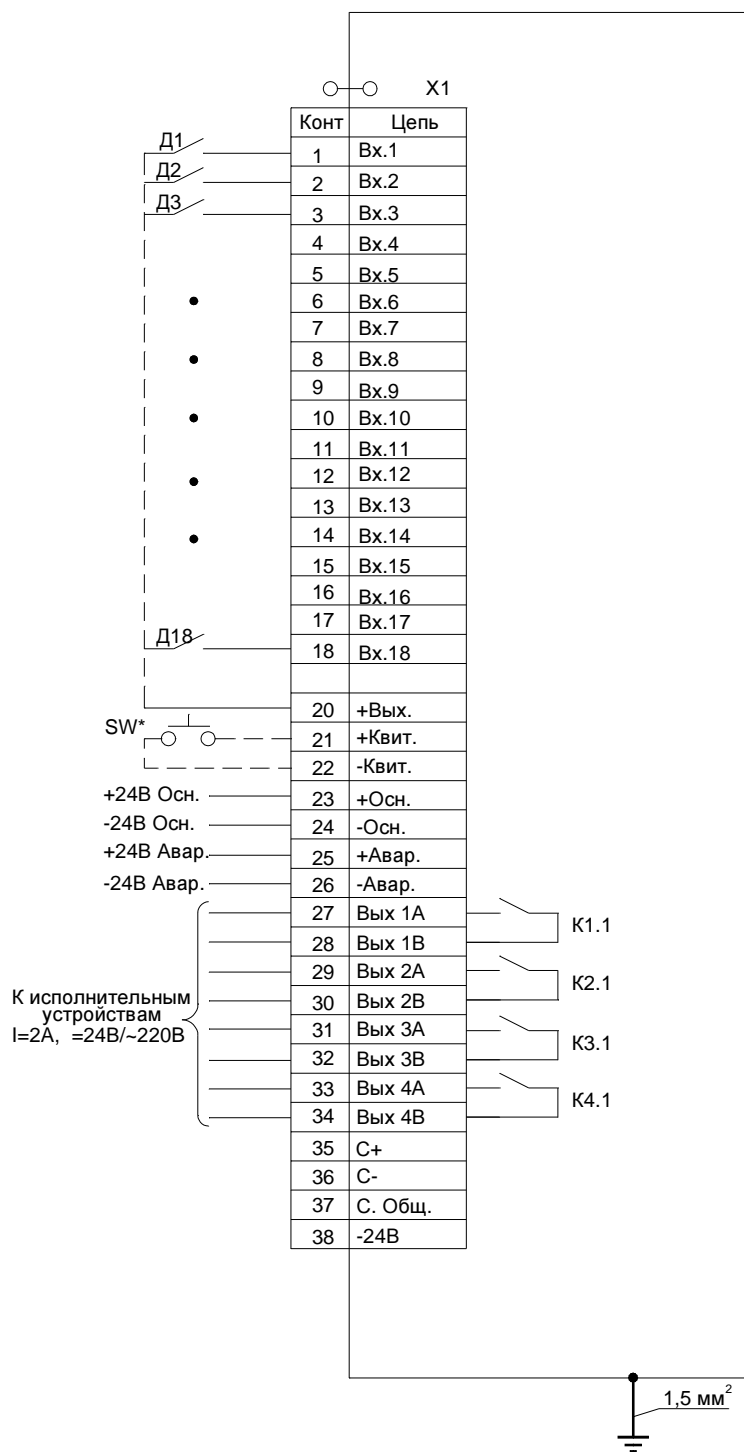 X1
Конт Цепь
Д1
1 Вх.1
Д2
2 Вх.2
Д3
3 Вх.3
4 Вх.4
5 Вх.5
6 Вх.6
7 Вх.7
8 Вх.8
9 Вх.9
10 Вх.10
11 Вх.11
12 Вх.12
13 Вх.13
14 Вх.14
15 Вх.15
16 Вх.16
17 Вх.17
Д18
18 Вх.18
20 +Вых.
SW*
21 +Квит.
22 -Квит.
+24В Осн. 23 +Осн.
-24В Осн. 24 -Осн.
+24В Авар. 25 +Авар.
-24В Авар. 26 -Авар.
27 Вых 1А
К1.1
28 Вых 1В
29 Вых 2А
К2.1
30 Вых 2В
К исполнительным
устройствам
I=2А, =24В/~220В
31 Вых 3А
К3.1
32 Вых 3В
33 Вых 4А
К4.1
34 Вых 4В
35 С+
36 С-
37 С. Общ.
38 -24В
1,5 мм²